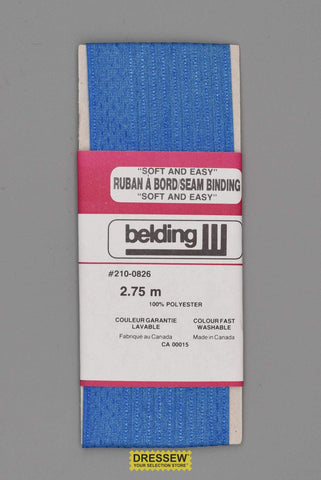 "SOFT AND EASY"
RUBAN À BORD/SEAM BINDING
"SOFT AND EASY"
belding
#210-0826
2.75 m
100% POLYESTER
COULEUR GARANTIE COLOUR FAST
LAVABLE WASHABLE
Fabriqué au Canada Made in Canada
CA 00015
DRESSEW
YOUR SELECTION STORE